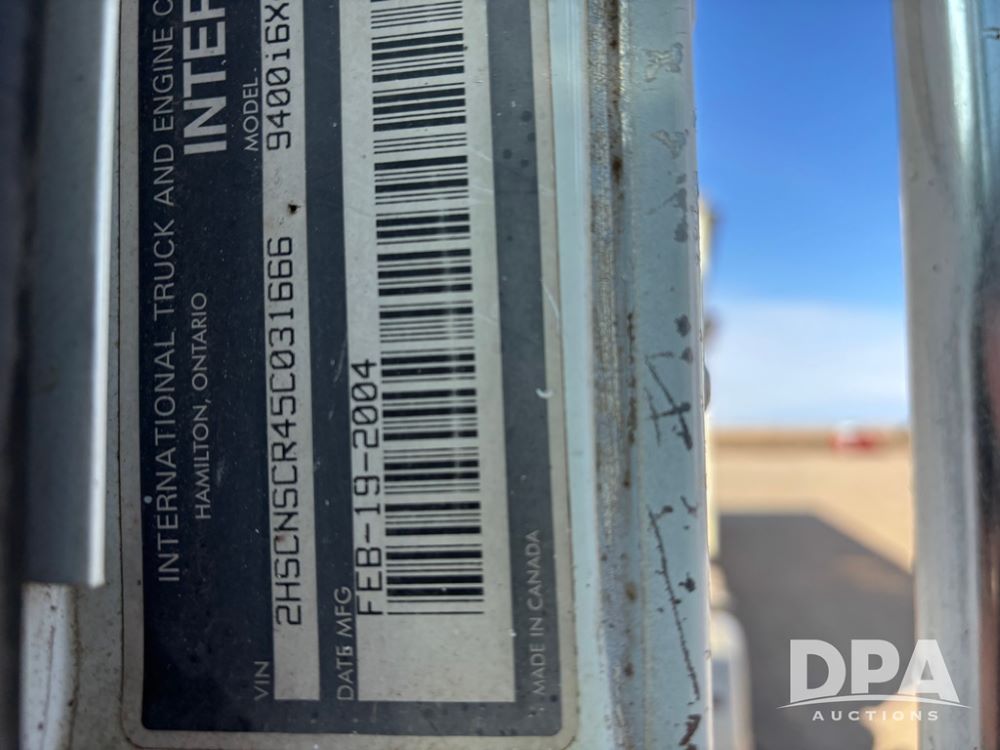 INTERNATIONAL TRUCK AND ENGINE C
HAMILTON, ONTARIO
INTER
VIN
MODEL
2HSCNSCR45C031666
9400i6X
DATE MFG
FEB-19-2004
MADE IN CANADA
DPA
AUCTIONS